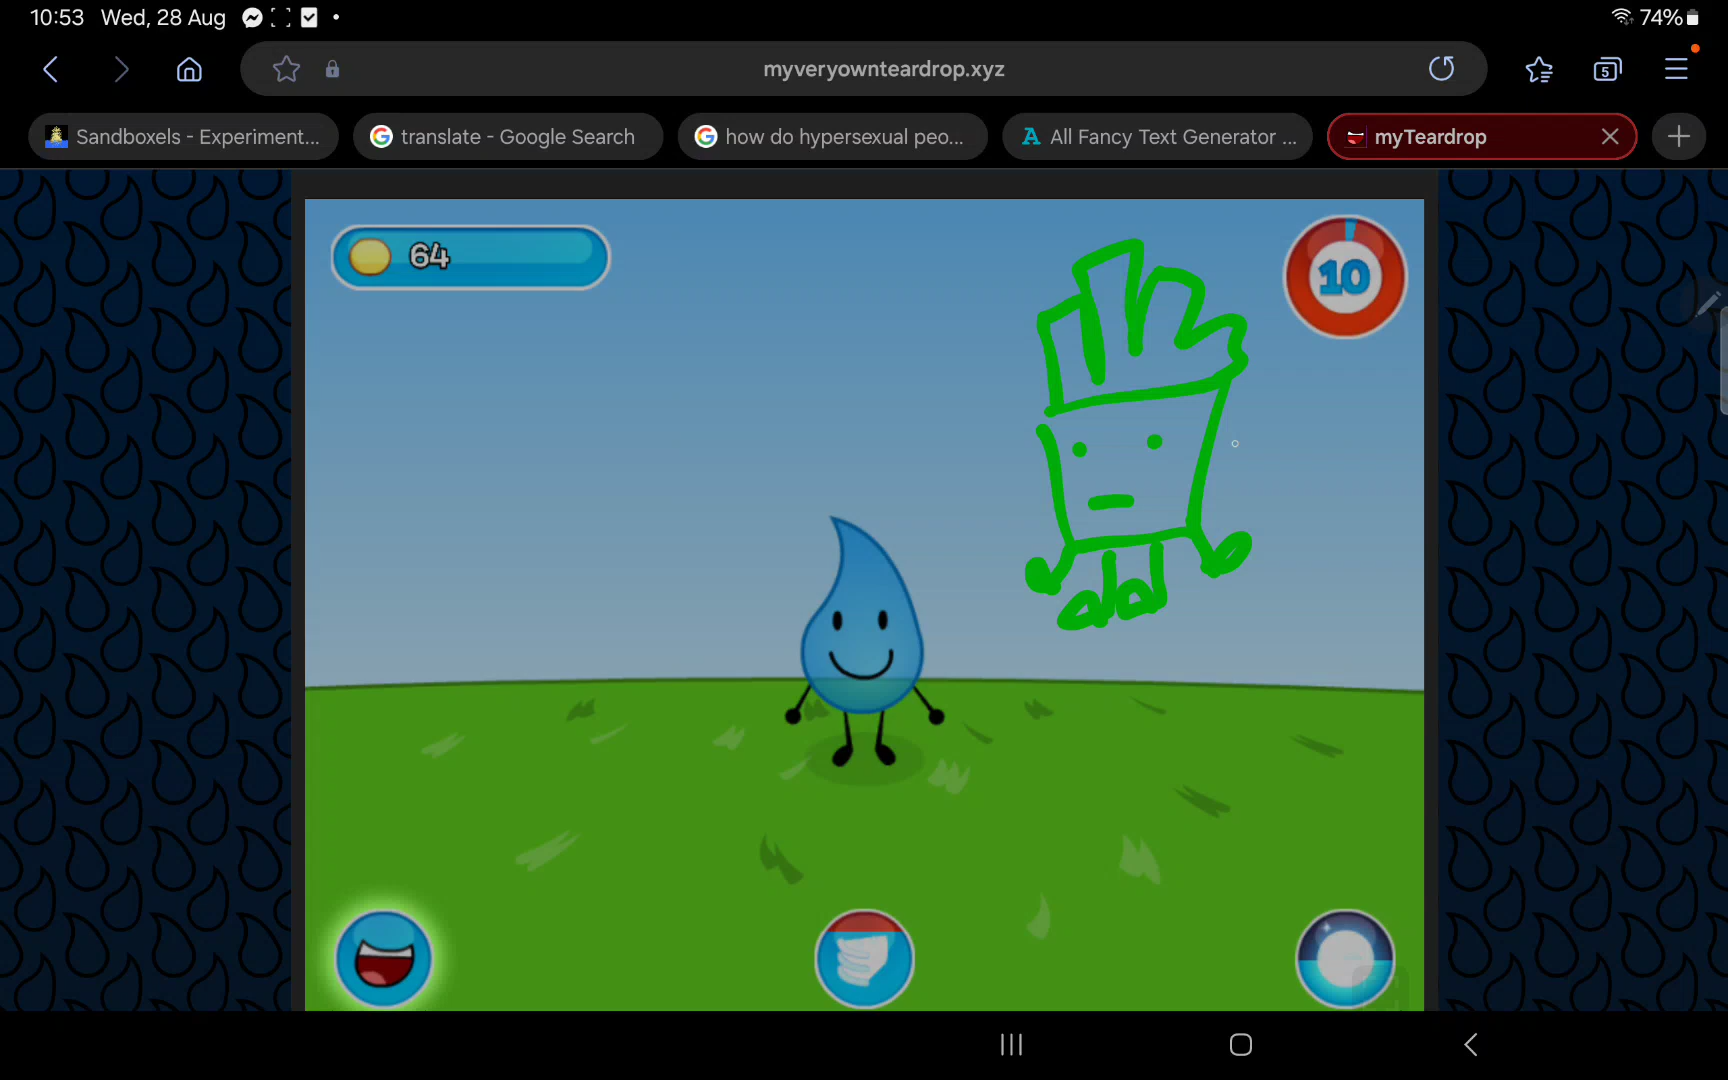 10:53 Wed, 28 Aug 74%
myveryownteardrop.xyz 5
Sandboxels - Experiment... translate - Google Search how do hypersexual peo... All Fancy Text Generator ... myTeardrop
64
10